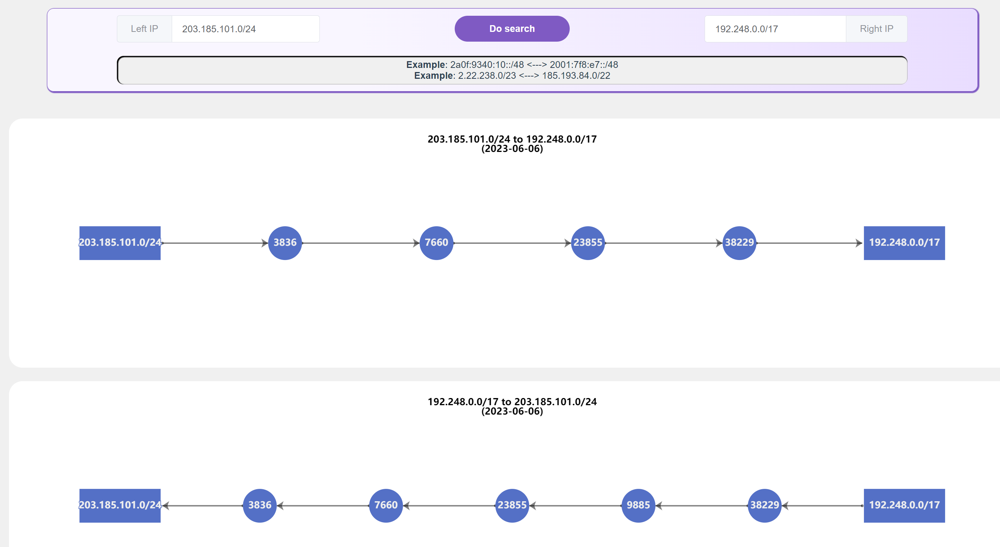 Left IP 203.185.101.0/24 Do search 192.248.0.0/17 Right IP
Example: 2a0f:9340:10::/48 <---> 2001:7f8:e7::/48
Example: 2.22.238.0/23 <---> 185.193.84.0/22
203.185.101.0/24 to 192.248.0.0/17
(2023-06-06)
203.185.101.0/24 3836 7660 23855 38229 192.248.0.0/17
192.248.0.0/17 to 203.185.101.0/24
(2023-06-06)
203.185.101.0/24 3836 7660 23855 9885 38229 192.248.0.0/17